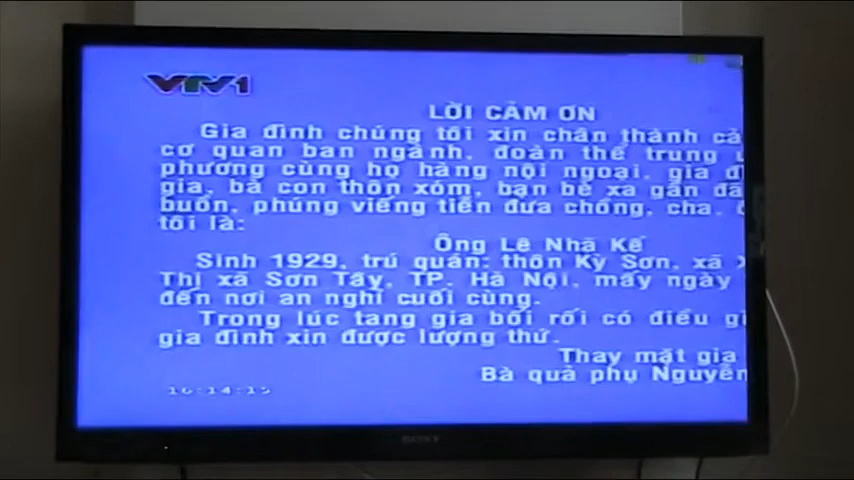 VTV1
LỜI CẢM ƠN
Gia đình chúng tôi xin chân thành cả
cơ quan ban ngành, đoàn thể trung ư
phương cùng họ hàng nội ngoại, gia đ
gia, bà con thôn xóm, bạn bè xa gần đã
buồn, phúng viếng tiễn đưa chồng, cha,
tôi là:
Ông Lê Nhã Kế
Sinh 1929, trú quán: thôn Kỳ Sơn, xã
Thị xã Sơn Tây, TP. Hà Nội, mấy ngày
đến nơi an nghỉ cuối cùng.
Trong lúc tang gia bối rối có điều gì
gia đình xin được lượng thứ.
Thay mặt gia
Bà quả phụ Nguyễn
16:14:15
SONY